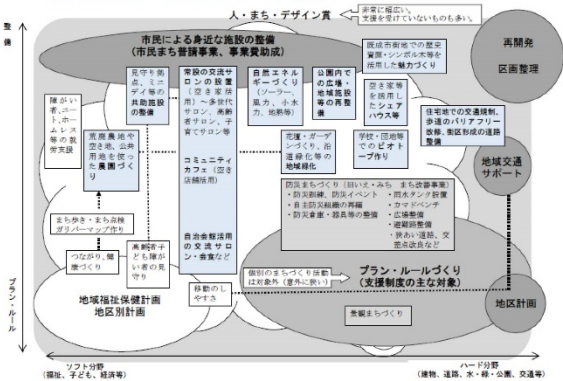 人・まち・デザイン賞
非常に幅広い。
支援を受けていないものも多い。
整備
市民による身近な施設の整備
(市民まち普請事業、事業費助成)
既成市街地での歴史
資源・シンボル木等を
活用した魅力づくり
再開発
区画整理
見守り拠
点、ミニデ
イ等の
共助施設
の整備
常設の交流サ
ロンの設置
(空き家活
用)～多世代
サロン、高齢
者サロン、子
育てサロン等
コミュニティ
カフェ(空き
店舗活用)
自治会館活用
の交流サロ
ン・会食など
自然エネル
ギーづくり
(ソーラー、
風力、小水
力、地熱等)
公園内で
の広場・
地域施設
等の再整
備
空き家等
を活用し
たシェア
ハウス等
住宅地での交通規制、
歩道のバリアフリー
改修、街区形成の道路
整備
障がい
者、ニー
ト、ホー
ムレス
等の就
労支援
荒廃農地や
空き地、公共
用地を使っ
た農園づく
り
花壇・ガーデン
づくり、沿
道緑化等の
地域緑化
学校・団地等
でのビオトー
プ作り
地域交通
サポート
防災まちづくり(旧いえ・みち まち改善事業)
・防災訓練、防災イベント
・自主防災組織の再編
・防災倉庫・器具等の整備
・雨水タンク設置
・カマドベンチ
・広場整備
・避難路整備
・狭あい道路、交
差点改良など
まち歩き・まち点検
ガリバーマップ作り
つながり、健
康づくり
高齢者子
ども障が
い者の見
守り
個別のまちづくり活動
は対象外(意外に狭い)
プラン・ルールづくり
(支援制度の主な対象)
移動のし
やすさ
地域福祉保健計画
地区別計画
景観まちづくり
地区計画
プラン・ルール
ソフト分野
(福祉、子ども、経済等)
ハード分野
(建物、道路、水・緑・公園、交通等)